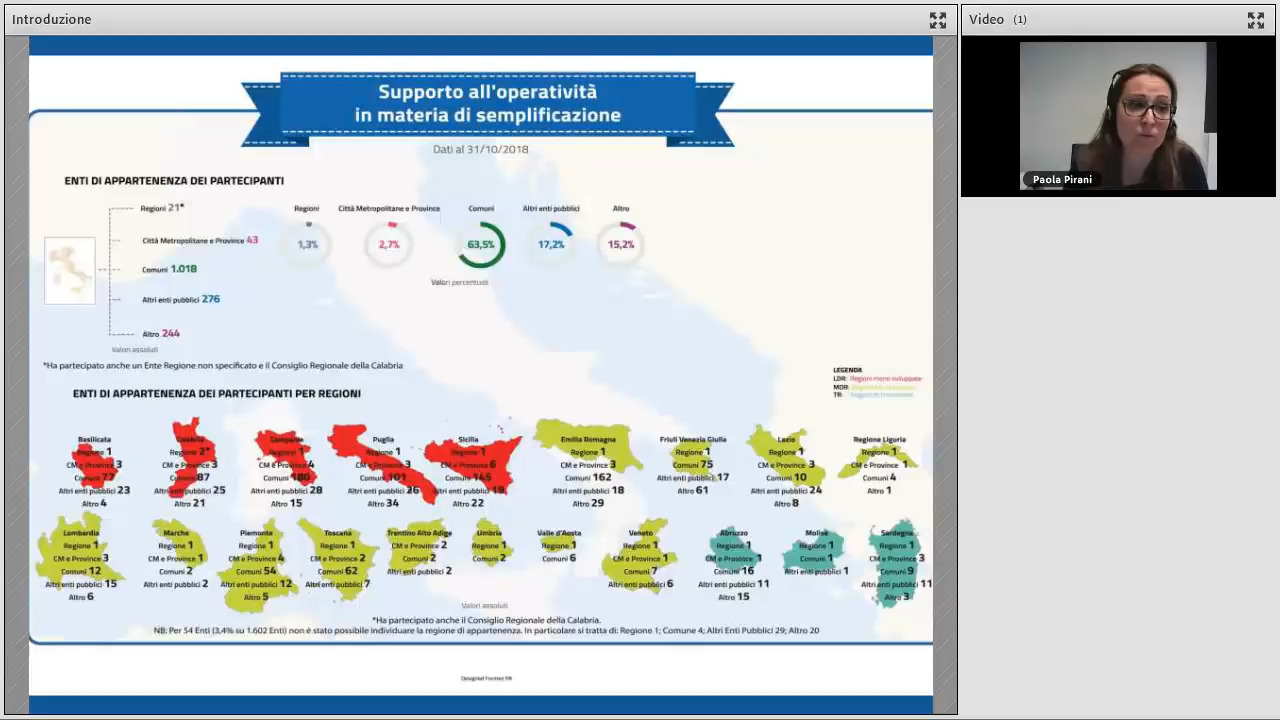 Introduzione
Video (1)
Paola Pirani
Supporto all'operatività
in materia di semplificazione
Dati al 31/10/2018
ENTI DI APPARTENENZA DEI PARTECIPANTI
Regioni 21*
Città Metropolitane e Province 43
Comuni 1.018
Altri enti pubblici 276
Altro 244
Valori assoluti
Regioni
1,3%
Città Metropolitane e Province
2,7%
Comuni
63,5%
Altri enti pubblici
17,2%
Altro
15,2%
Valori percentuali
*Ha partecipato anche un Ente Regione non specificato e il Consiglio Regionale della Calabria
LEGENDA
LDR: Regioni meno sviluppate
MDR:
TR:
ENTI DI APPARTENENZA DEI PARTECIPANTI PER REGIONI
Basilicata
Regione 1
CM e Province 3
Comuni 77
Altri enti pubblici 23
Altro 4
Calabria
Regione 2*
CM e Province 3
Comuni 87
Altri enti pubblici 25
Altro 21
Campania
Regione 1
CM e Province 4
Comuni 180
Altri enti pubblici 28
Altro 15
Puglia
Regione 1
CM e Province 3
Comuni 101
Altri enti pubblici 26
Altro 34
Sicilia
Regione 1
CM e Province 6
Comuni 145
Altri enti pubblici 19
Altro 22
Emilia Romagna
Regione 1
CM e Province 3
Comuni 162
Altri enti pubblici 18
Altro 29
Friuli Venezia Giulia
Regione 1
Comuni 75
Altri enti pubblici 17
Altro 61
Lazio
Regione 1
CM e Province 3
Comuni 10
Altri enti pubblici 24
Altro 8
Regione Liguria
Regione 1
CM e Province 1
Comuni 4
Altro 1
Lombardia
Regione 1
CM e Province 3
Comuni 12
Altri enti pubblici 15
Altro 6
Marche
Regione 1
CM e Province 1
Comuni 2
Altri enti pubblici 2
Piemonte
Regione 1
CM e Province 4
Comuni 54
Altri enti pubblici 12
Altro 5
Toscana
Regione 1
CM e Province 2
Comuni 62
Altri enti pubblici 7
Trentino Alto Adige
CM e Province 2
Comuni 2
Altri enti pubblici 2
Umbria
Regione 1
Comuni 2
Valle d'Aosta
Regione 1
Comuni 6
Veneto
Regione 1
CM e Province 1
Comuni 7
Altri enti pubblici 6
Abruzzo
Regione 1
CM e Province 1
Comuni 16
Altri enti pubblici 11
Altro 15
Molise
Regione 1
Comuni 1
Altri enti pubblici 1
Sardegna
Regione 1
CM e Province 3
Comuni 9
Altri enti pubblici 11
Altro 3
Valori assoluti
*Ha partecipato anche il Consiglio Regionale della Calabria.
NB: Per 54 Enti (3,4% su 1.602 Enti) non è stato possibile individuare la regione di appartenenza. In particolare si tratta di: Regione 1; Comune 4; Altri Enti Pubblici 29; Altro 20
Designed Formez PA